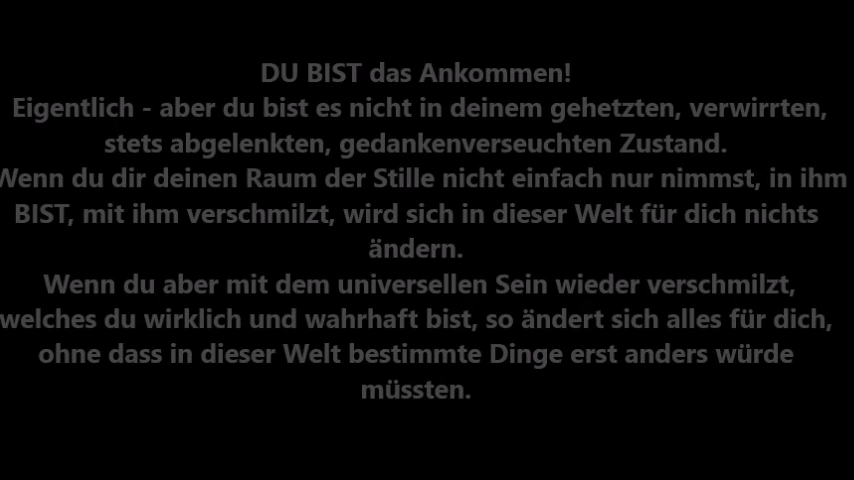 DU BIST das Ankommen!
Eigentlich - aber du bist es nicht in deinem gehetzten, verwirrten,
stets abgelenkten, gedankenverseuchten Zustand.
Wenn du dir deinen Raum der Stille nicht einfach nur nimmst, in ihm
BIST, mit ihm verschmilzt, wird sich in dieser Welt für dich nichts
ändern.
Wenn du aber mit dem universellen Sein wieder verschmilzt,
welches du wirklich und wahrhaft bist, so ändert sich alles für dich,
ohne dass in dieser Welt bestimmte Dinge erst anders würde
müssten.